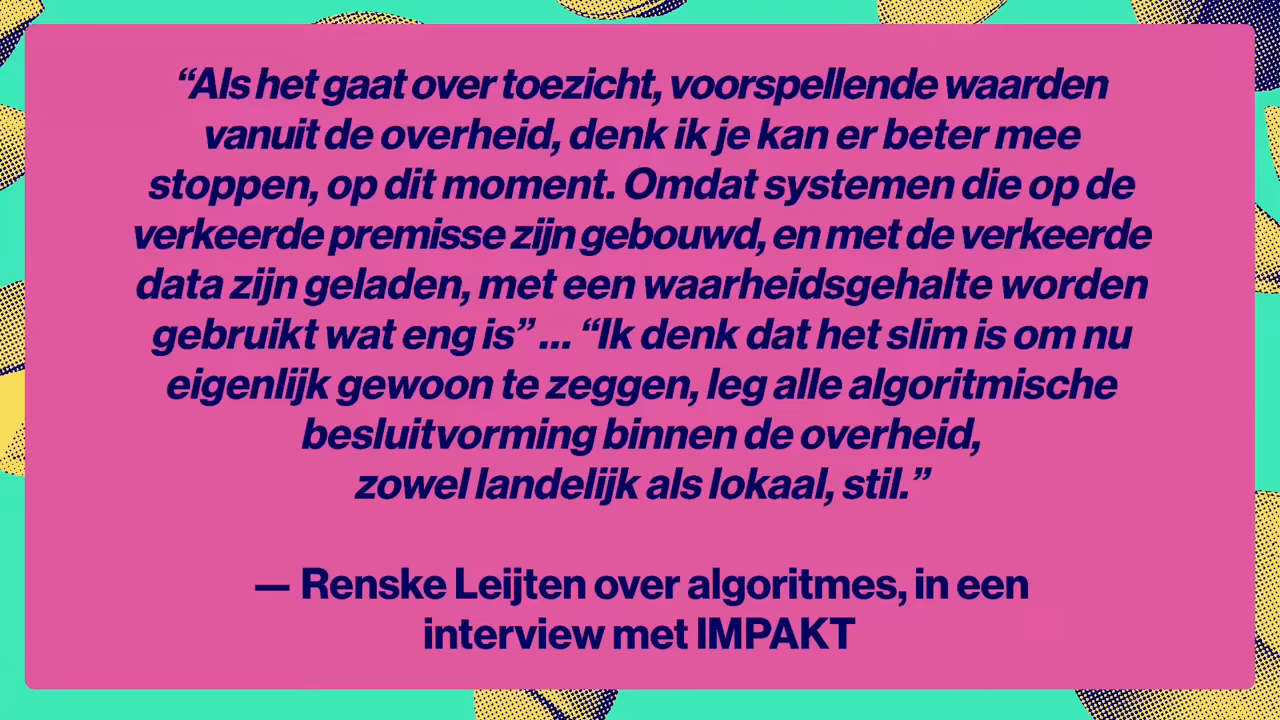 “Als het gaat over toezicht, voorspellende waarden
vanuit de overheid, denk ik je kan er beter mee
stoppen, op dit moment. Omdat systemen die op de
verkeerde premisse zijn gebouwd, en met de verkeerde
data zijn geladen, met een waarheidsgehalte worden
gebruikt wat eng is” ... “Ik denk dat het slim is om nu
eigenlijk gewoon te zeggen, leg alle algoritmische
besluitvorming binnen de overheid,
zowel landelijk als lokaal, stil.”
— Renske Leijten over algoritmes, in een
interview met IMPAKT